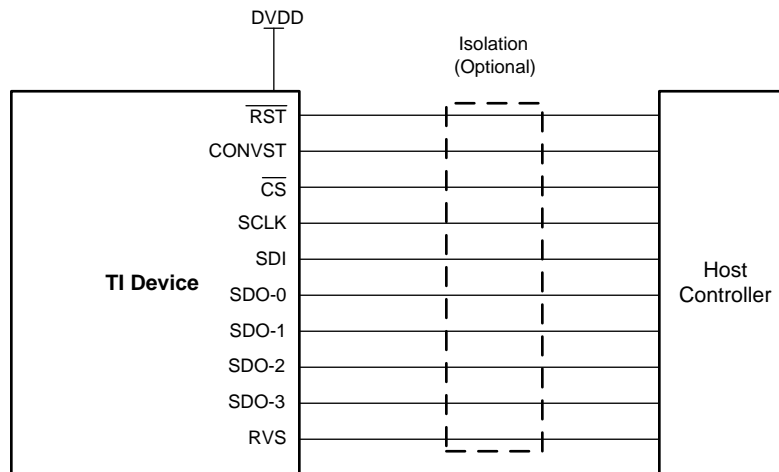 DVDD
Isolation
(Optional)
RST
CONVST
CS
SCLK
SDI
TI Device
SDO-0
SDO-1
SDO-2
SDO-3
RVS
Host
Controller